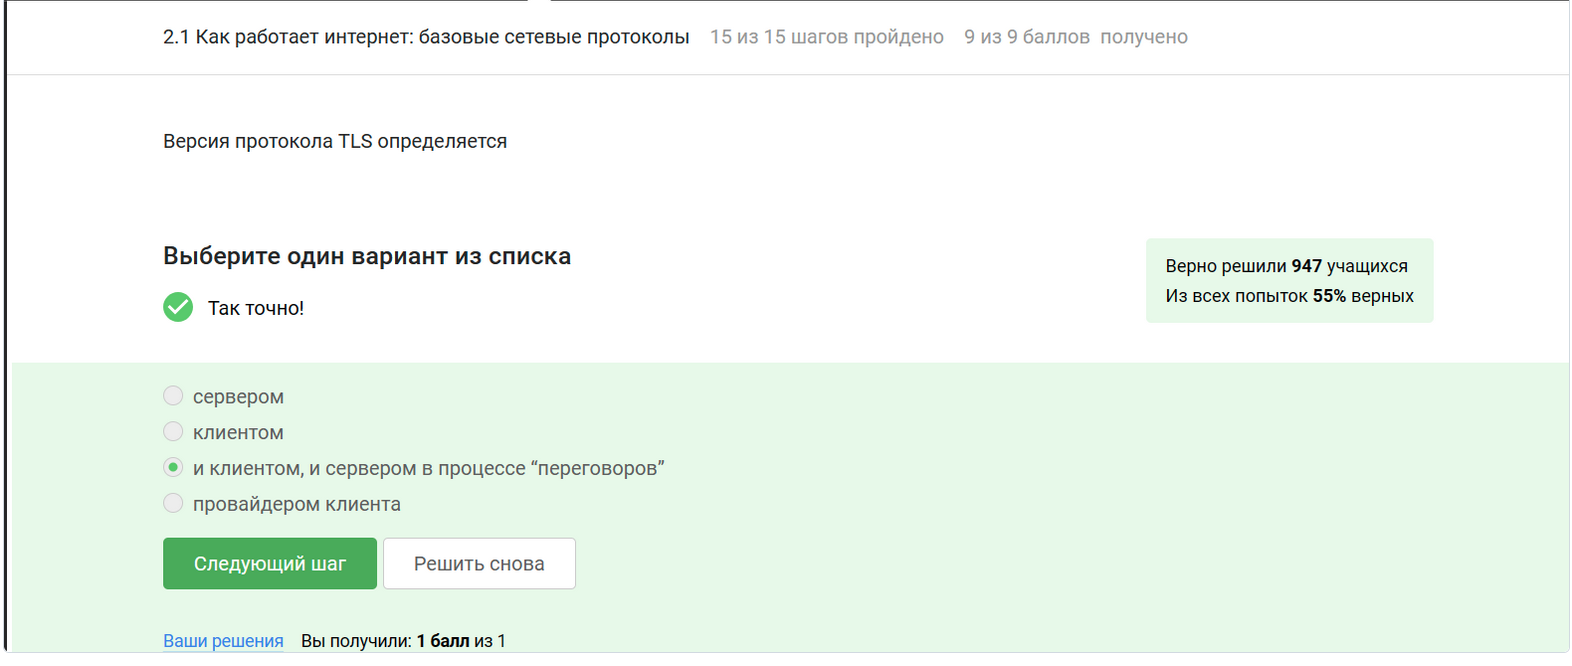 2.1 Как работает интернет: базовые сетевые протоколы 15 из 15 шагов пройдено 9 из 9 баллов получено
Версия протокола TLS определяется
Выберите один вариант из списка
Так точно!
Верно решили 947 учащихся
Из всех попыток 55% верных
сервером
клиентом
и клиентом, и сервером в процессе “переговоров”
провайдером клиента
Следующий шаг Решить снова
Ваши решения Вы получили: 1 балл из 1